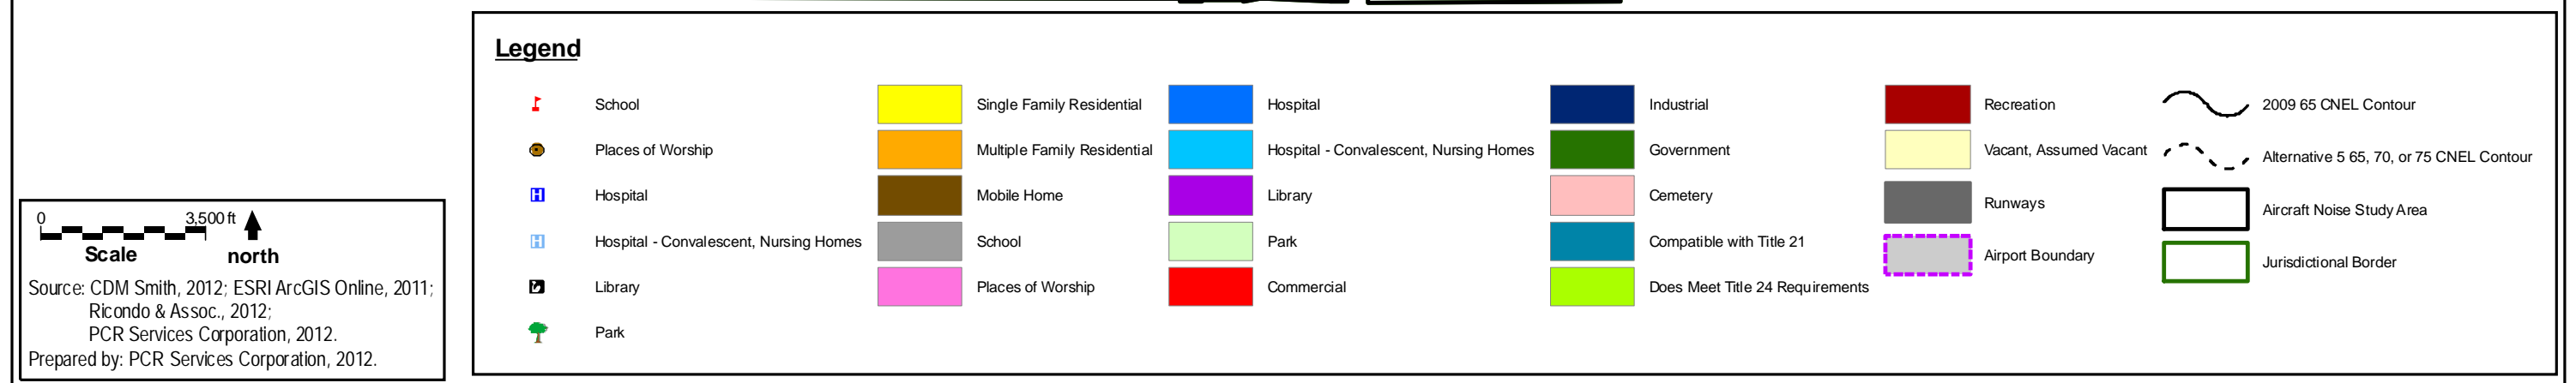 Legend
School
Places of Worship
Hospital
Hospital - Convalescent, Nursing Homes
Library
Park
Single Family Residential
Multiple Family Residential
Mobile Home
School
Places of Worship
Hospital
Hospital - Convalescent, Nursing Homes
Library
Park
Commercial
Industrial
Government
Cemetery
Compatible with Title 21
Does Meet Title 24 Requirements
Recreation
Vacant, Assumed Vacant
Runways
Airport Boundary
2009 65 CNEL Contour
Alternative 5 65, 70, or 75 CNEL Contour
Aircraft Noise Study Area
Jurisdictional Border
0 3,500 ft
Scale north
Source: CDM Smith, 2012; ESRI ArcGIS Online, 2011;
Ricondo & Assoc., 2012;
PCR Services Corporation, 2012.
Prepared by: PCR Services Corporation, 2012.